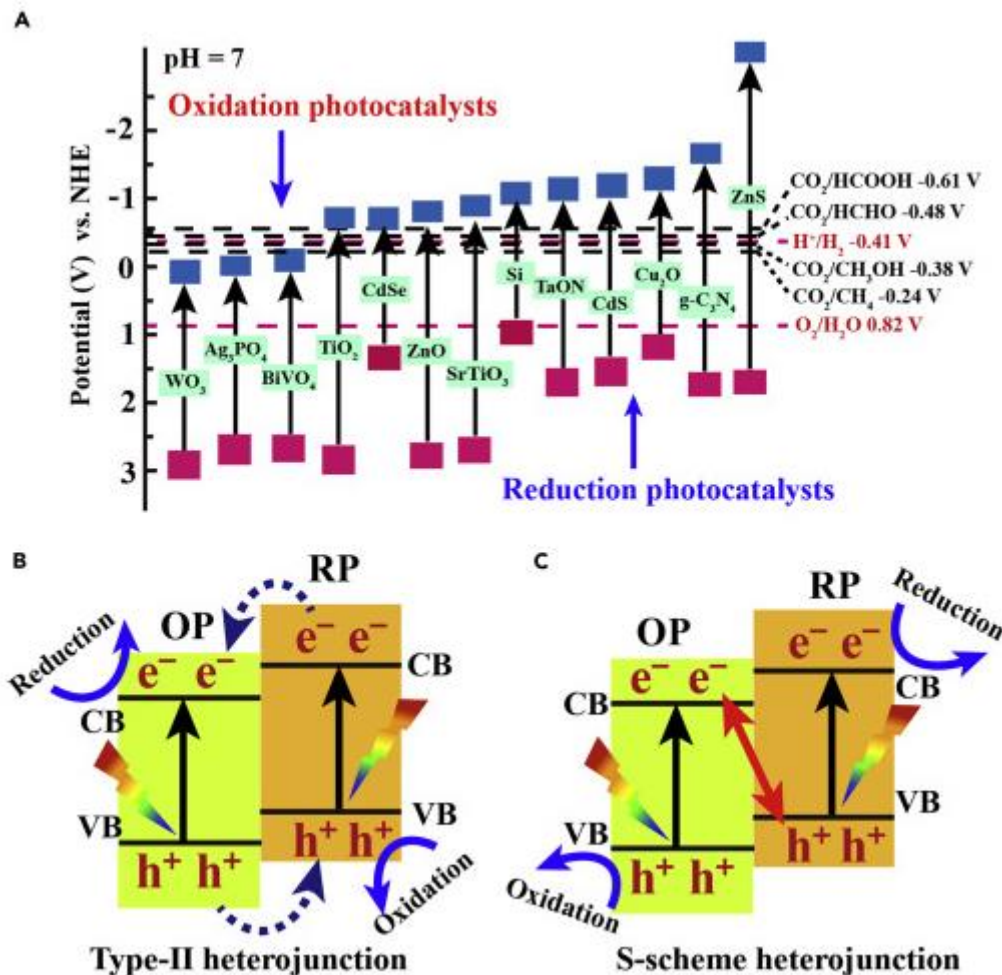 A
pH = 7
Oxidation photocatalysts
Potential (V) vs. NHE
-2
-1
0
1
2
3
WO₃
Ag₃PO₄
BiVO₄
TiO₂
CdSe
ZnO
SrTiO₃
Si
TaON
CdS
Cu₂O
g-C₃N₄
ZnS
CO₂/HCOOH -0.61 V
CO₂/HCHO -0.48 V
H⁺/H₂ -0.41 V
CO₂/CH₃OH -0.38 V
CO₂/CH₄ -0.24 V
O₂/H₂O 0.82 V
Reduction photocatalysts
B
RP
OP
Reduction
e⁻ e⁻
e⁻ e⁻
CB
CB
VB
VB
h⁺ h⁺
h⁺ h⁺
Oxidation
Type-II heterojunction
C
RP
OP
Reduction
e⁻ e⁻
e⁻ e⁻
CB
CB
VB
VB
h⁺ h⁺
h⁺ h⁺
Oxidation
S-scheme heterojunction